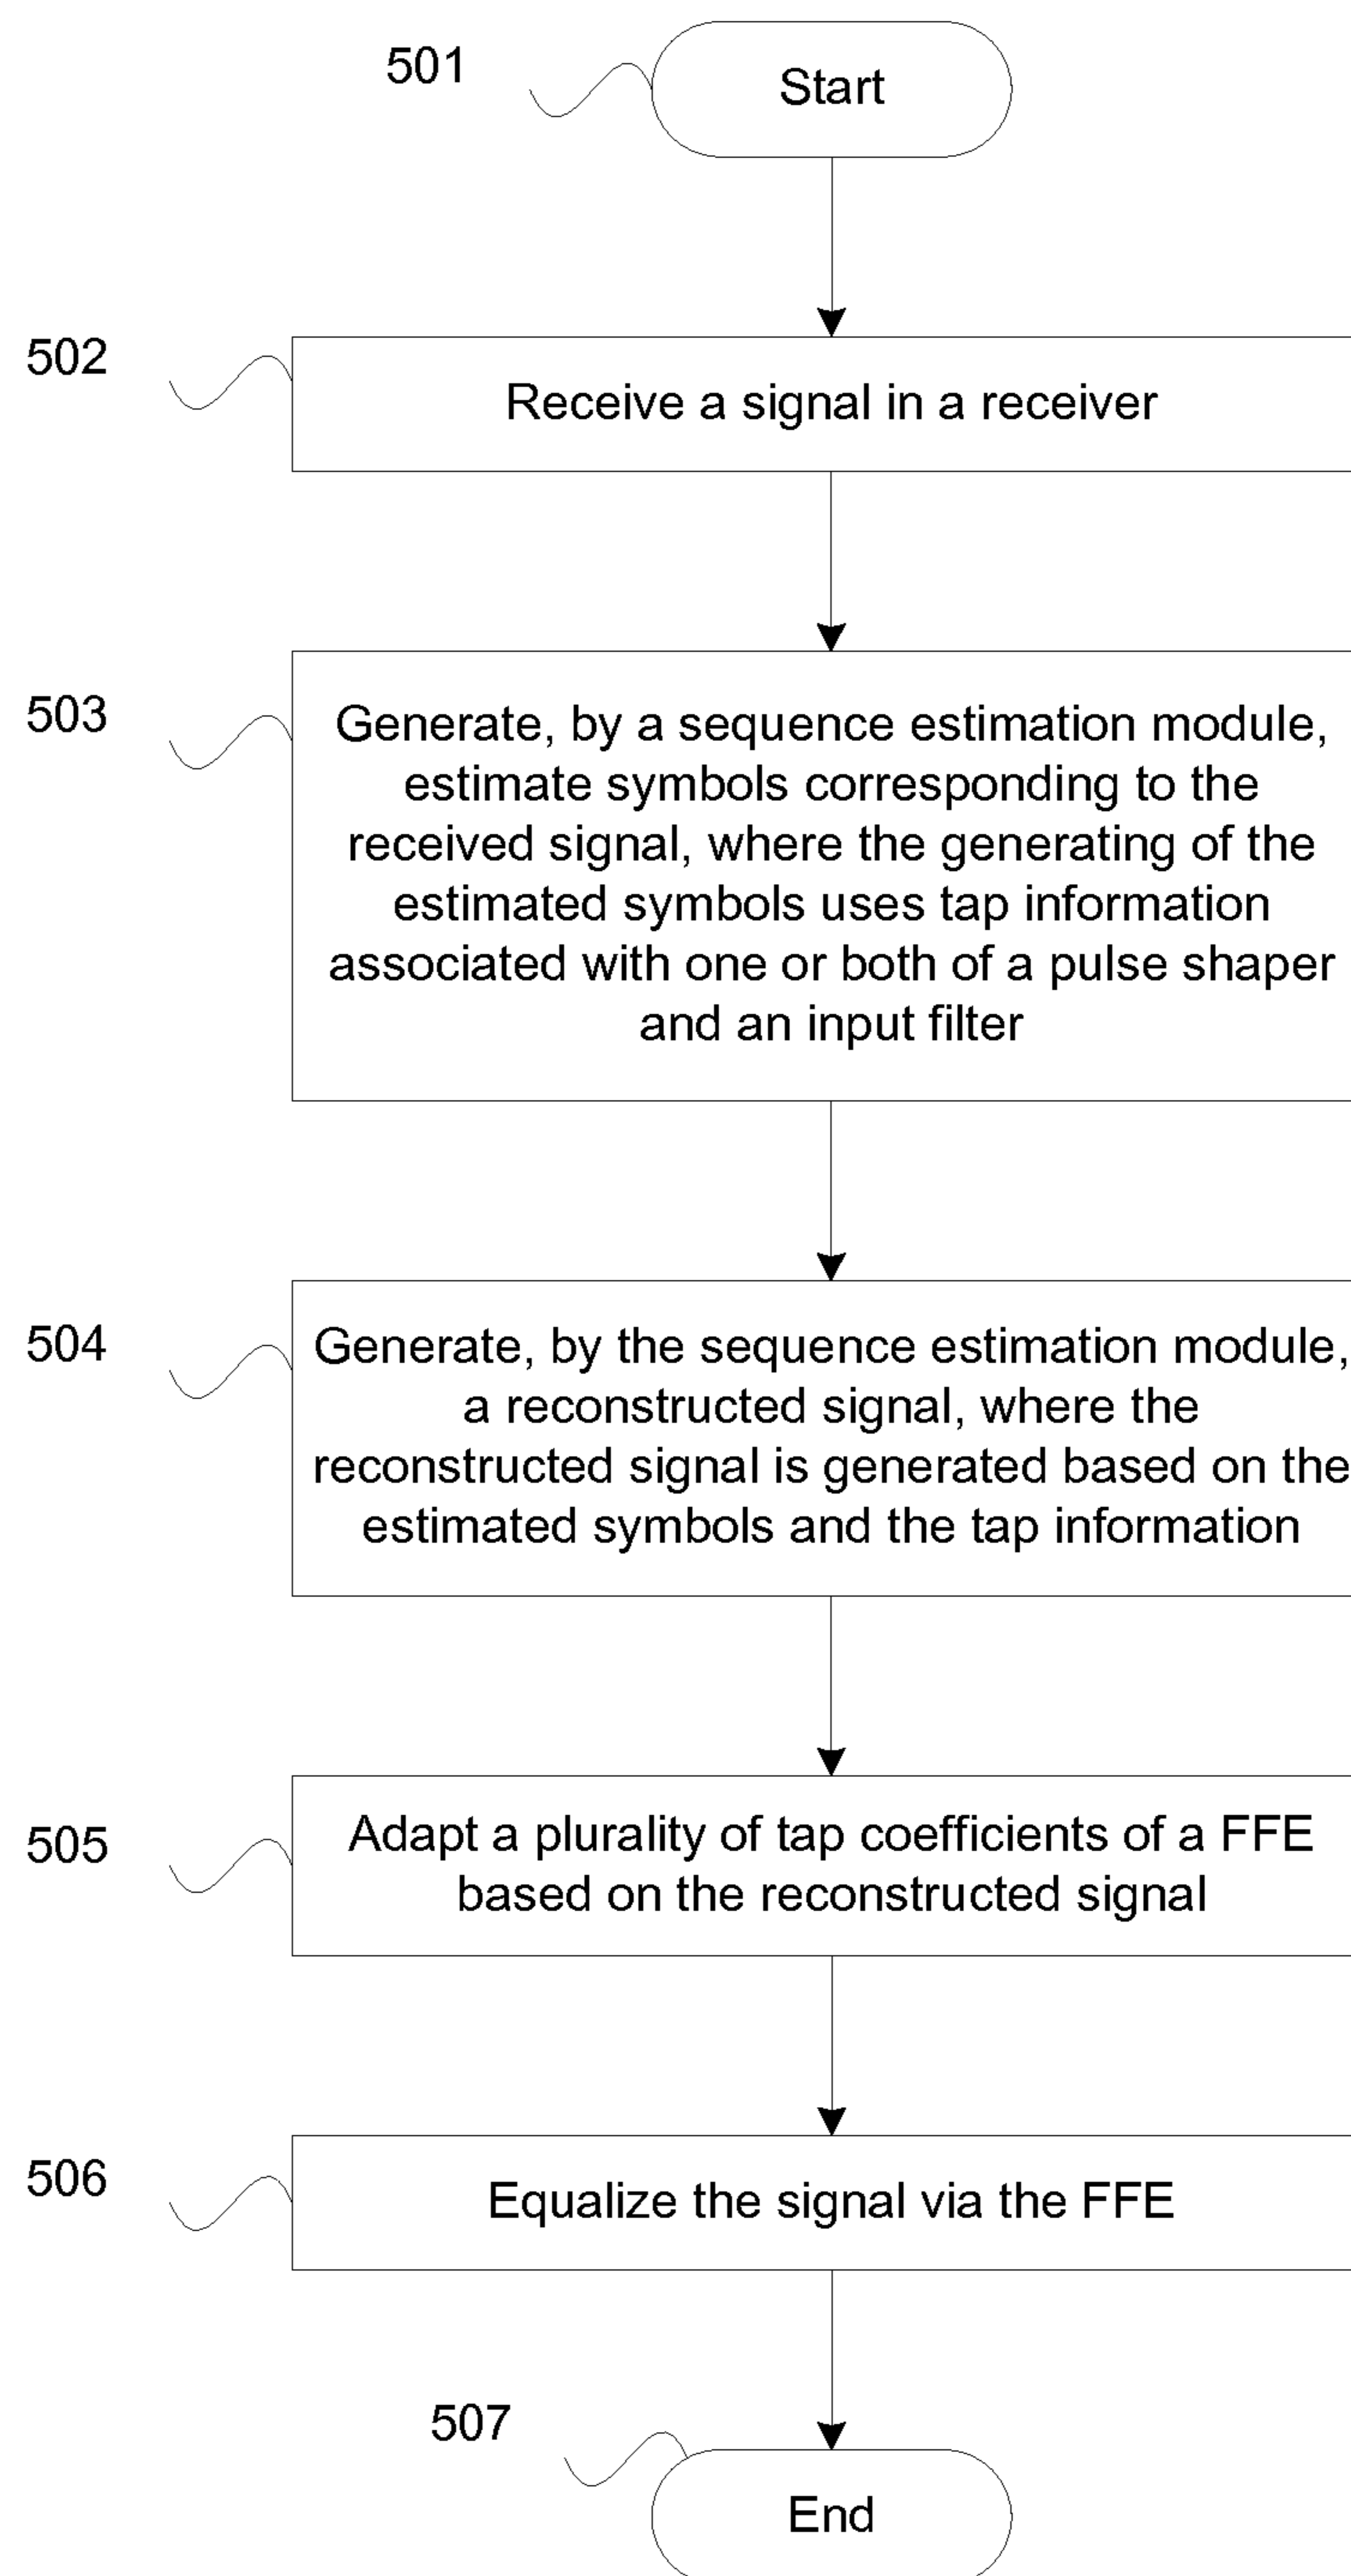 501
Start
502
Receive a signal in a receiver
503
Generate, by a sequence estimation module,
estimate symbols corresponding to the
received signal, where the generating of the
estimated symbols uses tap information
associated with one or both of a pulse shaper
and an input filter
504
Generate, by the sequence estimation module,
a reconstructed signal, where the
reconstructed signal is generated based on the
estimated symbols and the tap information
505
Adapt a plurality of tap coefficients of a FFE
based on the reconstructed signal
506
Equalize the signal via the FFE
507
End